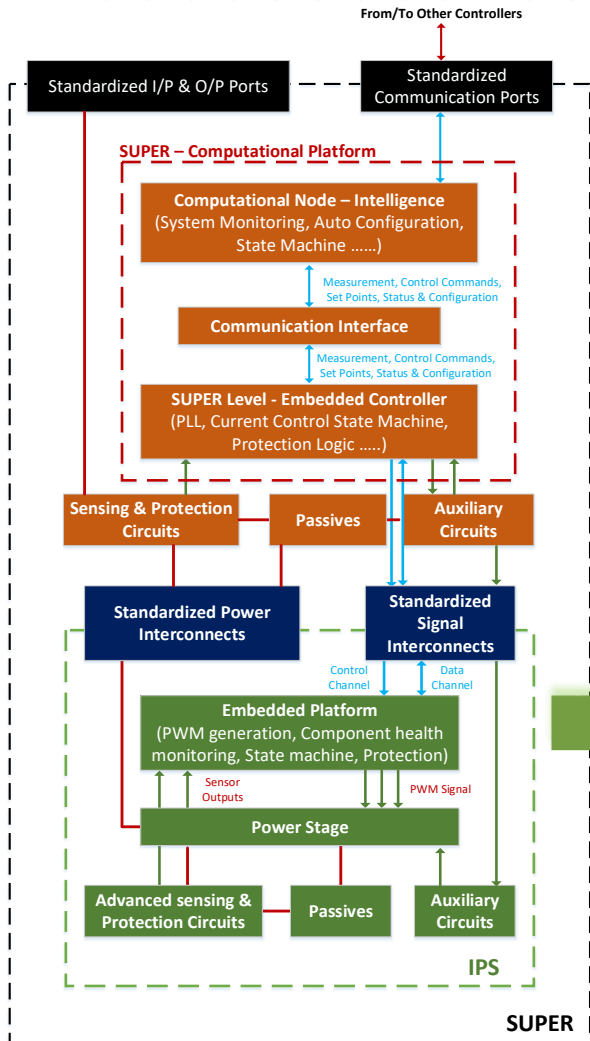 From/To Other Controllers
Standardized I/P & O/P Ports
Standardized
Communication Ports
SUPER – Computational Platform
Computational Node – Intelligence
(System Monitoring, Auto Configuration,
State Machine ......)
Measurement, Control Commands,
Set Points, Status & Configuration
Communication Interface
Measurement, Control Commands,
Set Points, Status & Configuration
SUPER Level - Embedded Controller
(PLL, Current Control State Machine,
Protection Logic .....)
Sensing & Protection
Circuits
Passives
Auxiliary
Circuits
Standardized Power
Interconnects
Standardized
Signal
Interconnects
Control
Channel
Data
Channel
Embedded Platform
(PWM generation, Component health
monitoring, State machine, Protection)
Sensor
Outputs
PWM Signal
Power Stage
Advanced sensing &
Protection Circuits
Passives
Auxiliary
Circuits
IPS
SUPER